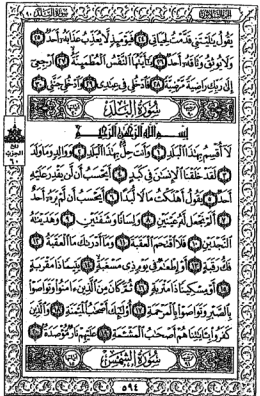 يَقُولُ يَٰلَيْتَنِي قَدَّمْتُ لِحَيَاتِي ٢٤ فَيَوْمَئِذٍ لَّا يُعَذِّبُ عَذَابَهُۥٓ أَحَدٌ ٢٥
وَلَا يُوثِقُ وَثَاقَهُۥٓ أَحَدٌ ٢٦ يَٰٓأَيَّتُهَا ٱلنَّفْسُ ٱلْمُطْمَئِنَّةُ ٢٧ ٱرْجِعِىٓ
إِلَىٰ رَبِّكِ رَاضِيَةً مَّرْضِيَّةً ٢٨ فَٱدْخُلِى فِى عِبَٰدِى ٢٩ وَٱدْخُلِى جَنَّتِى ٣٠
سُورَةُ ٱلْبَلَدِ
بِسْمِ ٱللَّهِ ٱلرَّحْمَٰنِ ٱلرَّحِيمِ
لَآ أُقْسِمُ بِهَٰذَا ٱلْبَلَدِ ١ وَأَنتَ حِلٌّۢ بِهَٰذَا ٱلْبَلَدِ ٢ وَوَالِدٍ وَمَا وَلَدَ
٣ لَقَدْ خَلَقْنَا ٱلْإِنسَٰنَ فِى كَبَدٍ ٤ أَيَحْسَبُ أَن لَّن يَقْدِرَ عَلَيْهِ
أَحَدٌ ٥ يَقُولُ أَهْلَكْتُ مَالًا لُّبَدًا ٦ أَيَحْسَبُ أَن لَّمْ يَرَهُۥٓ أَحَدٌ
٧ أَلَمْ نَجْعَل لَّهُۥ عَيْنَيْنِ ٨ وَلِسَانًا وَشَفَتَيْنِ ٩ وَهَدَيْنَٰهُ
ٱلنَّجْدَيْنِ ١٠ فَلَا ٱقْتَحَمَ ٱلْعَقَبَةَ ١١ وَمَآ أَدْرَىٰكَ مَا ٱلْعَقَبَةُ ١٢
فَكُّ رَقَبَةٍ ١٣ أَوْ إِطْعَٰمٌ فِى يَوْمٍ ذِى مَسْغَبَةٍ ١٤ يَتِيمًا ذَا مَقْرَبَةٍ
١٥ أَوْ مِسْكِينًا ذَا مَتْرَبَةٍ ١٦ ثُمَّ كَانَ مِنَ ٱلَّذِينَ ءَامَنُوا۟ وَتَوَاصَوْا۟
بِٱلصَّبْرِ وَتَوَاصَوْا۟ بِٱلْمَرْحَمَةِ ١٧ أُو۟لَٰٓئِكَ أَصْحَٰبُ ٱلْمَيْمَنَةِ ١٨ وَٱلَّذِينَ
كَفَرُوا۟ بِـَٔايَٰتِنَا هُمْ أَصْحَٰبُ ٱلْمَشْـَٔمَةِ ١٩ عَلَيْهِمْ نَارٌ مُّؤْصَدَةٌۢ ٢٠
سُورَةُ ٱلشَّمْسِ
٥٩٤